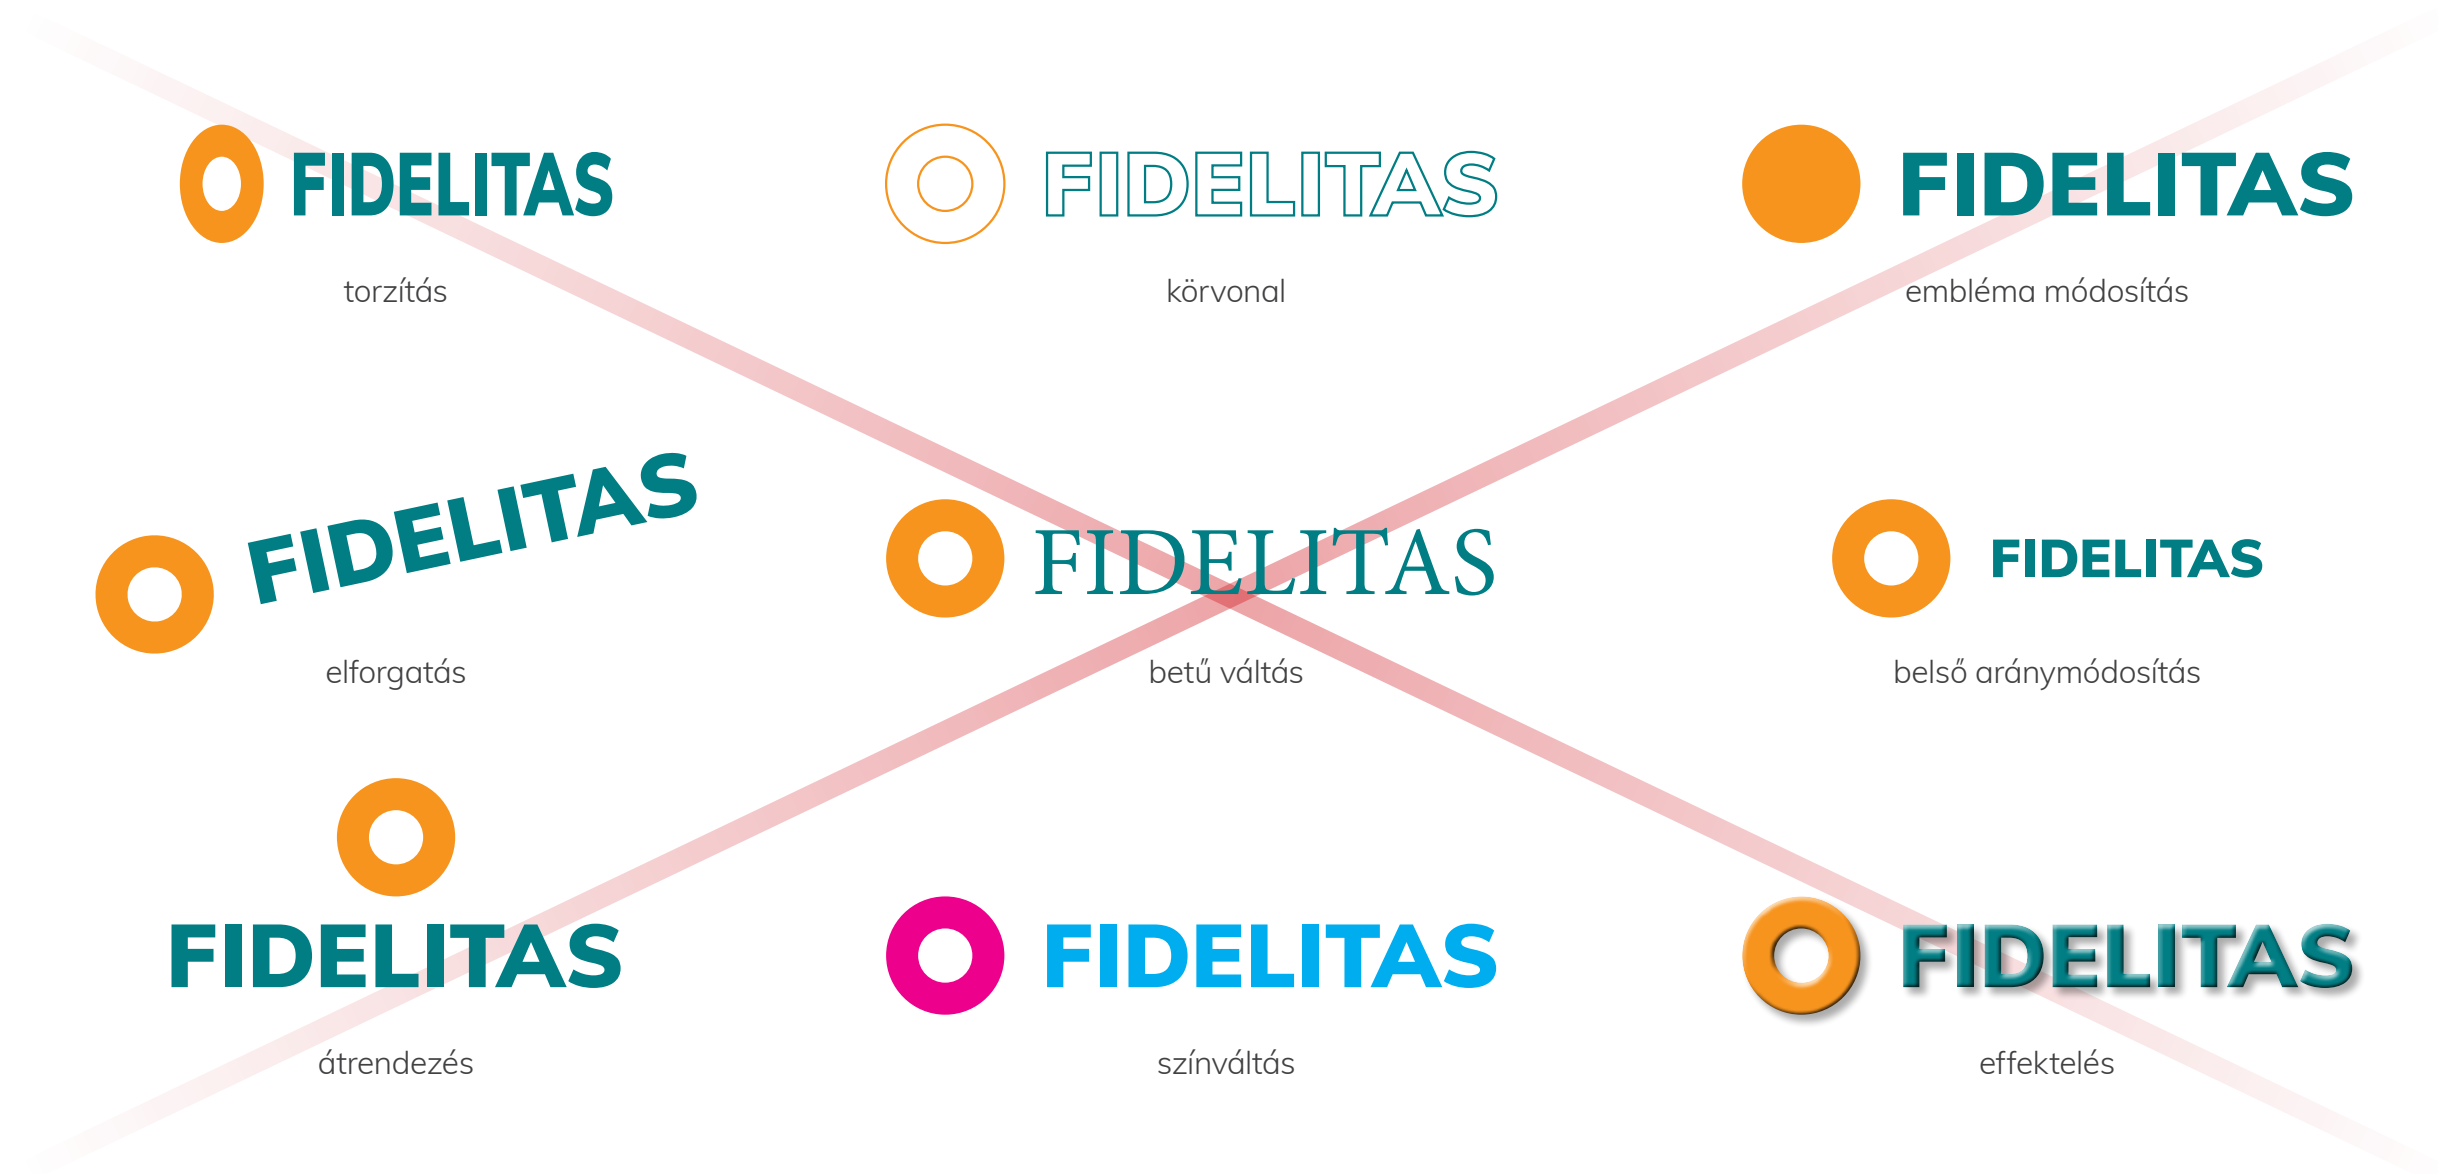 FIDELITAS
torzítás
FIDELITAS
körvonal
FIDELITAS
embléma módosítás
FIDELITAS
elforgatás
FIDELITAS
betű váltás
FIDELITAS
belső aránymódosítás
FIDELITAS
átrendezés
FIDELITAS
színváltás
FIDELITAS
effektelés